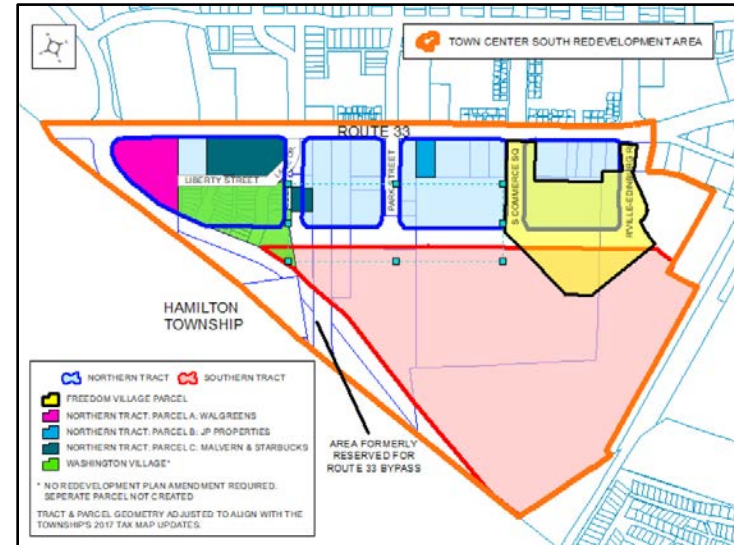 TOWN CENTER SOUTH REDEVELOPMENT AREA
ROUTE 33
LIBERTY STREET
PARK STREET
S COMMERCE SQ
HAMILTON
TOWNSHIP
NORTHERN TRACT
SOUTHERN TRACT
FREEDOM VILLAGE PARCEL
NORTHERN TRACT: PARCEL A: WALGREENS
NORTHERN TRACT: PARCEL B: JP PROPERTIES
NORTHERN TRACT: PARCEL C: MALVERN & STARBUCKS
WASHINGTON VILLAGE*
* NO REDEVELOPMENT PLAN AMENDMENT REQUIRED.
SEPERATE PARCEL NOT CREATED
TRACT & PARCEL GEOMETRY ADJUSTED TO ALIGN WITH THE
TOWNSHIP'S 2017 TAX MAP UPDATES.
AREA FORMERLY
RESERVED FOR
ROUTE 33 BYPASS